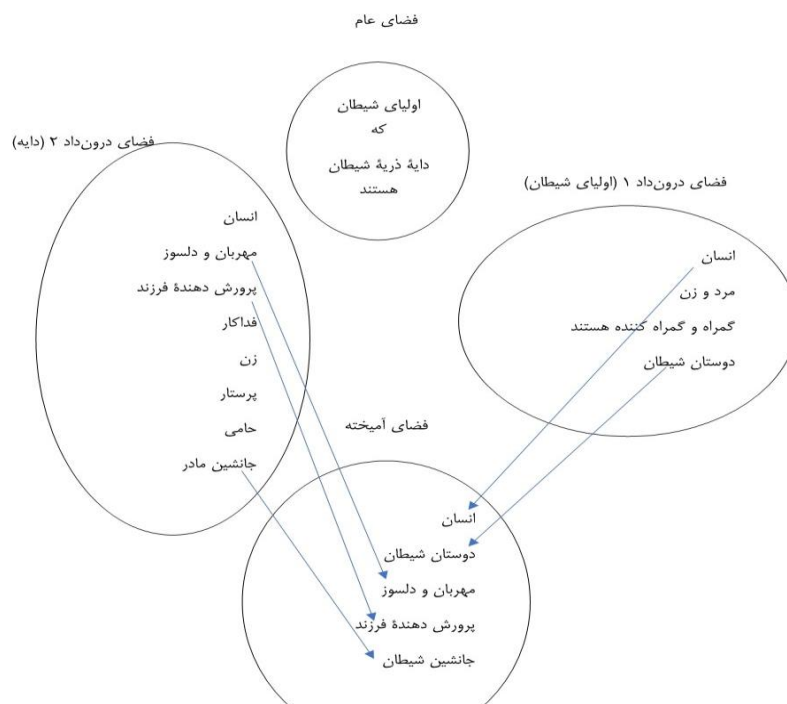 فضای عام
اولیای شیطان
که
دایهٔ ذریهٔ شیطان
هستند
فضای درون‌داد ۱ (اولیای شیطان)
انسان
مرد و زن
گمراه و گمراه کننده هستند
دوستان شیطان
فضای درون‌داد ۲ (دایه)
انسان
مهربان و دلسوز
پرورش دهندهٔ فرزند
فداکار
زن
پرستار
حامی
جانشین مادر
فضای آمیخته
انسان
دوستان شیطان
مهربان و دلسوز
پرورش دهندهٔ فرزند
جانشین شیطان